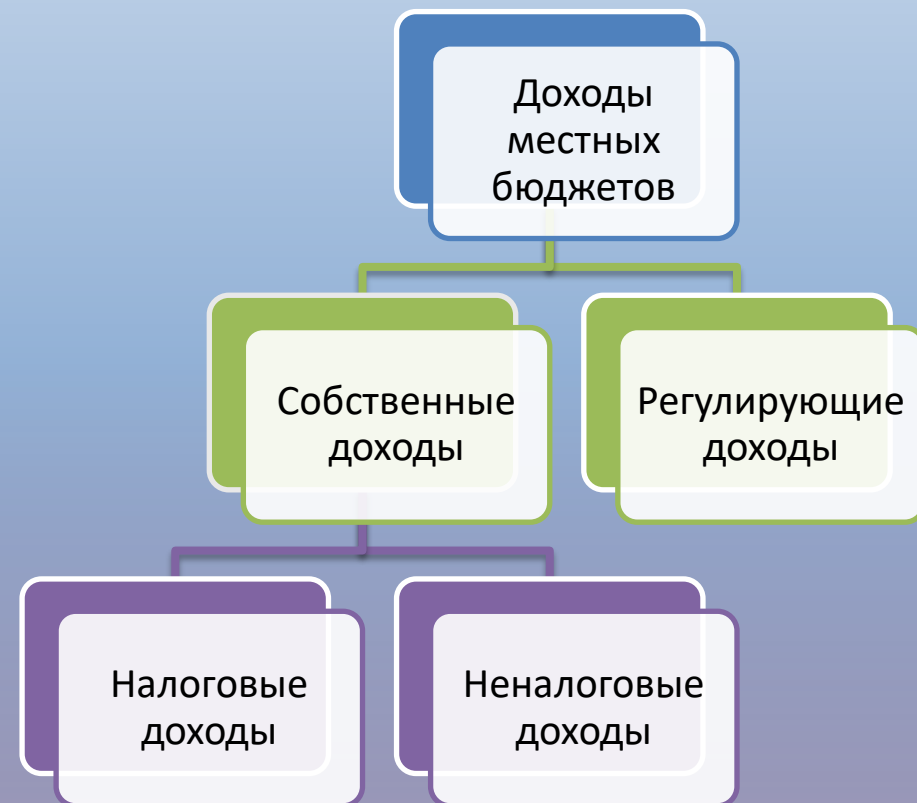 Доходы
местных
бюджетов
Собственные
доходы
Регулирующие
доходы
Налоговые
доходы
Неналоговые
доходы